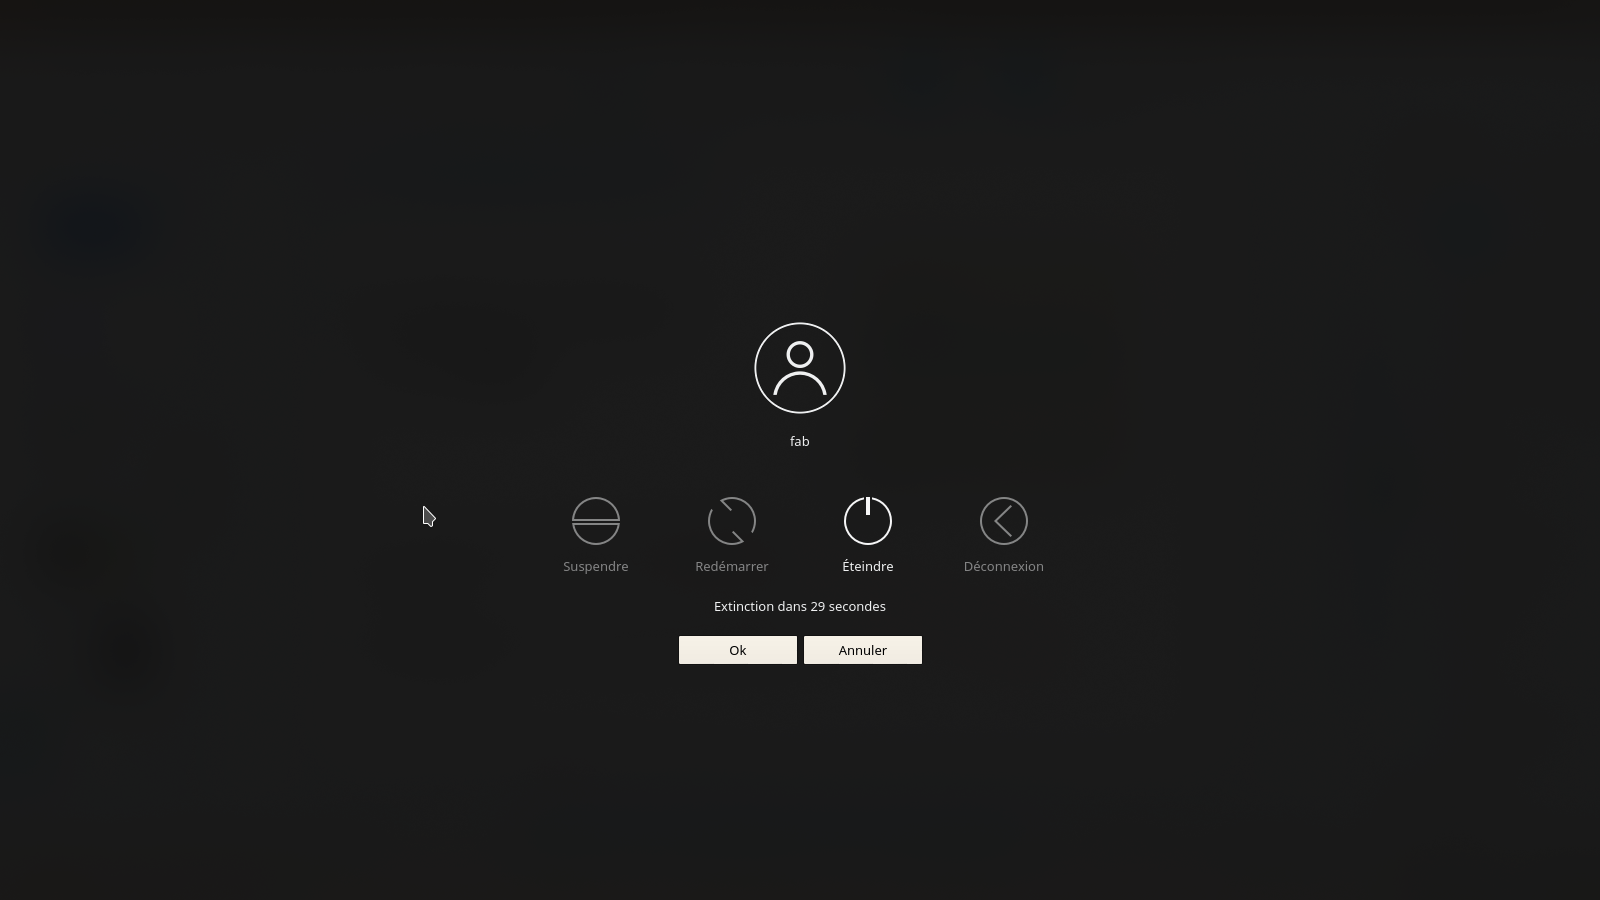 fab
Suspendre Redémarrer Éteindre Déconnexion
Extinction dans 29 secondes
Ok Annuler